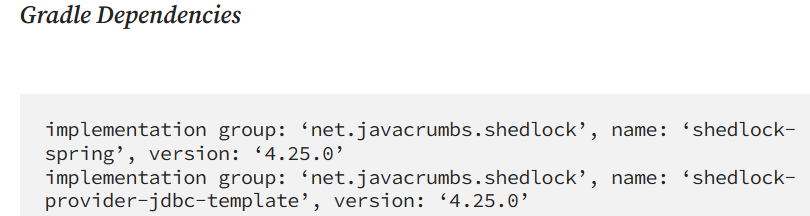 Gradle Dependencies
implementation group: ‘net.javacrumbs.shedlock’, name: ‘shedlock-
spring’, version: ‘4.25.0’
implementation group: ‘net.javacrumbs.shedlock’, name: ‘shedlock-
provider-jdbc-template’, version: ‘4.25.0’